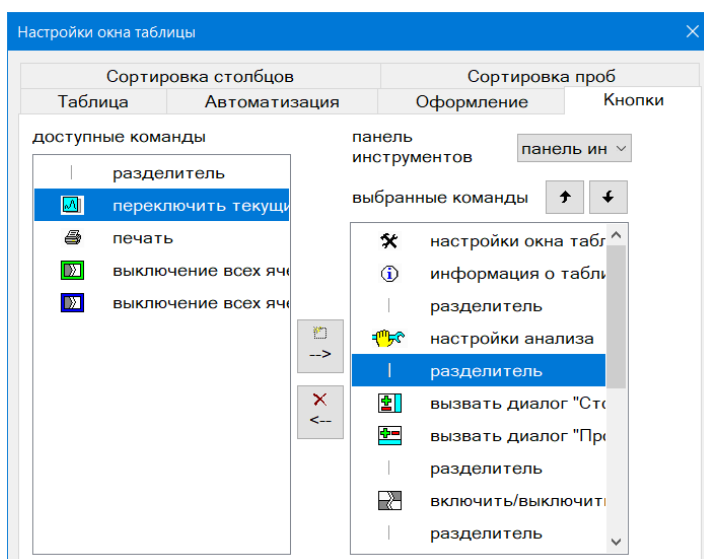 Настройки окна таблицы
Сортировка столбцов
Сортировка проб
Таблица
Автоматизация
Оформление
Кнопки
доступные команды
разделитель
переключить текущи
печать
выключение всех яче
выключение всех яче
-->
<--
панель
инструментов
панель ин
выбранные команды
настройки окна табл
информация о табли
разделитель
настройки анализа
разделитель
вызвать диалог "Сто
вызвать диалог "Про
разделитель
включить/выключить
разделитель